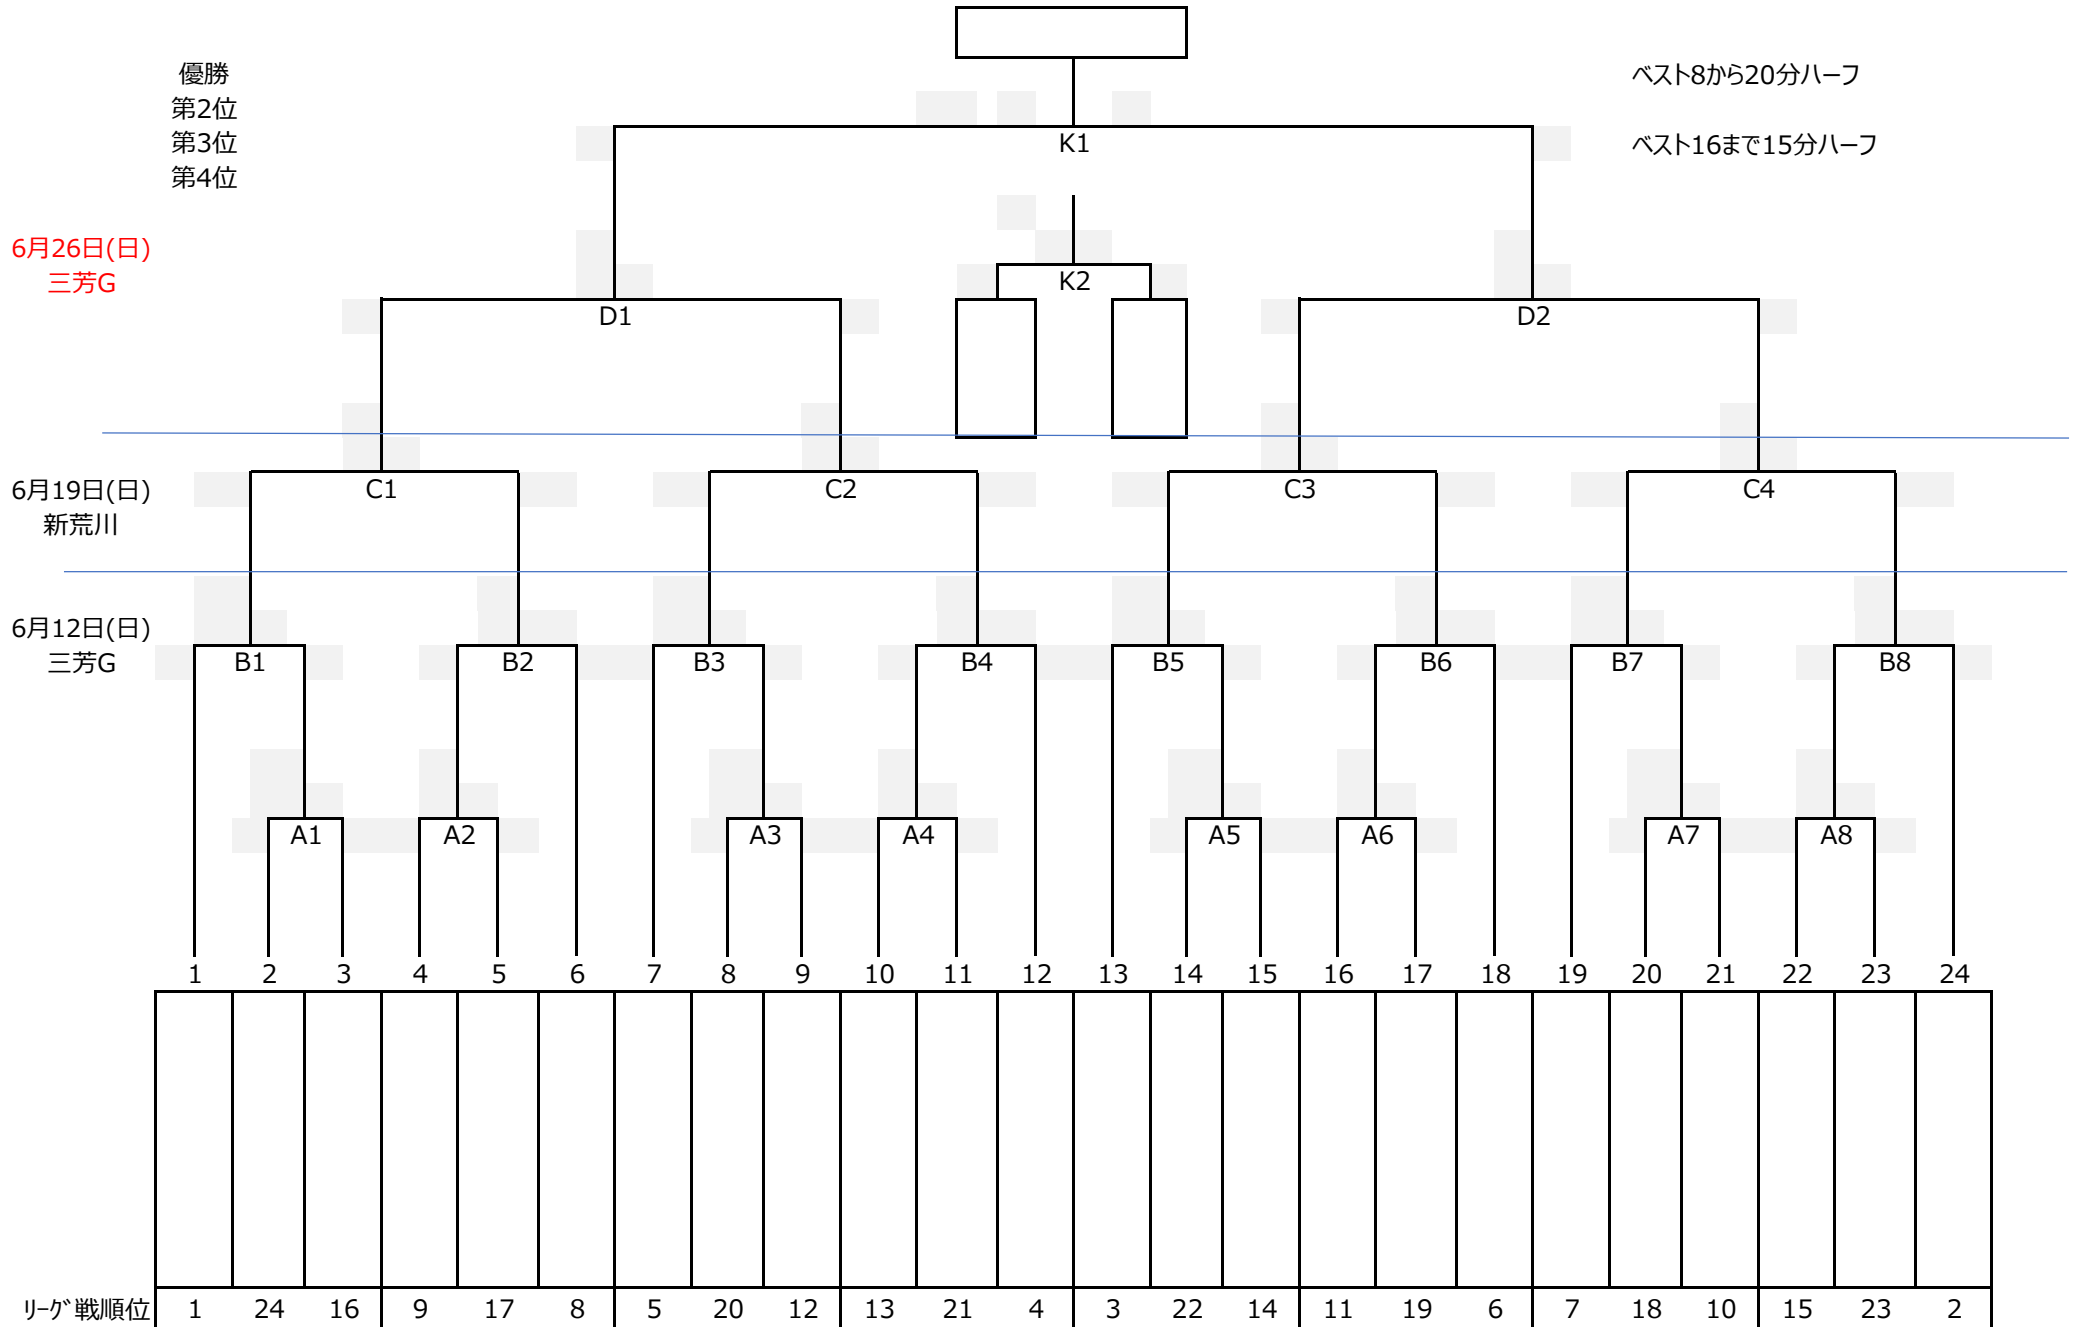 優勝
ベスト8から20分ハーフ
第2位
第3位
K1
ベスト16まで15分ハーフ
第4位
6月26日(日)
三芳G
K2
D1
D2
6月19日(日)
C1
C2
C3
C4
新荒川
6月12日(日)
三芳G
B1
B2
B3
B4
B5
B6
B7
B8
A1
A2
A3
A4
A5
A6
A7
A8
1 2 3 4 5 6 7 8 9 10 11 12 13 14 15 16 17 18 19 20 21 22 23 24
ﾘｰｸﾞ戦順位 1 24 16 9 17 8 5 20 12 13 21 4 3 22 14 11 19 6 7 18 10 15 23 2